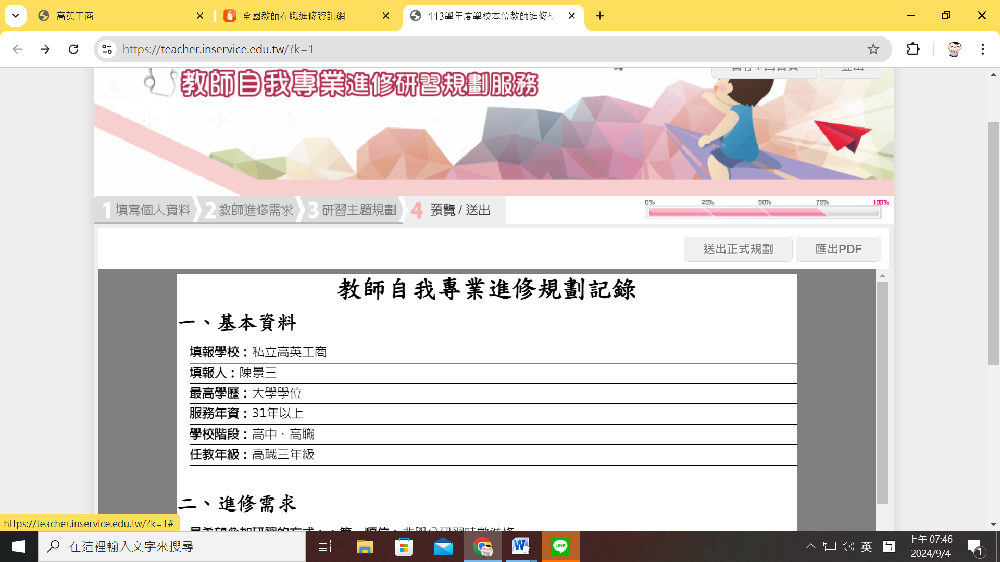 高英工商
全國教師在職進修資訊網
113學年度學校本位教師進修研
https://teacher.inservice.edu.tw/?k=1
教師自我專業進修研習規劃服務
1 填寫個人資料 2 教師進修需求 3 研習主題規劃 4 預覽 / 送出
0% 25% 50% 75% 100%
送出正式規劃 匯出PDF
教師自我專業進修規劃記錄
一、基本資料
填報學校：私立高英工商
填報人：陳景三
最高學歷：大學學位
服務年資：31年以上
學校階段：高中、高職
任教年級：高職三年級
二、進修需求
https://teacher.inservice.edu.tw/?k=1#
在這裡輸入文字來搜尋
W
LINE
英
上午 07:46
2024/9/4
1